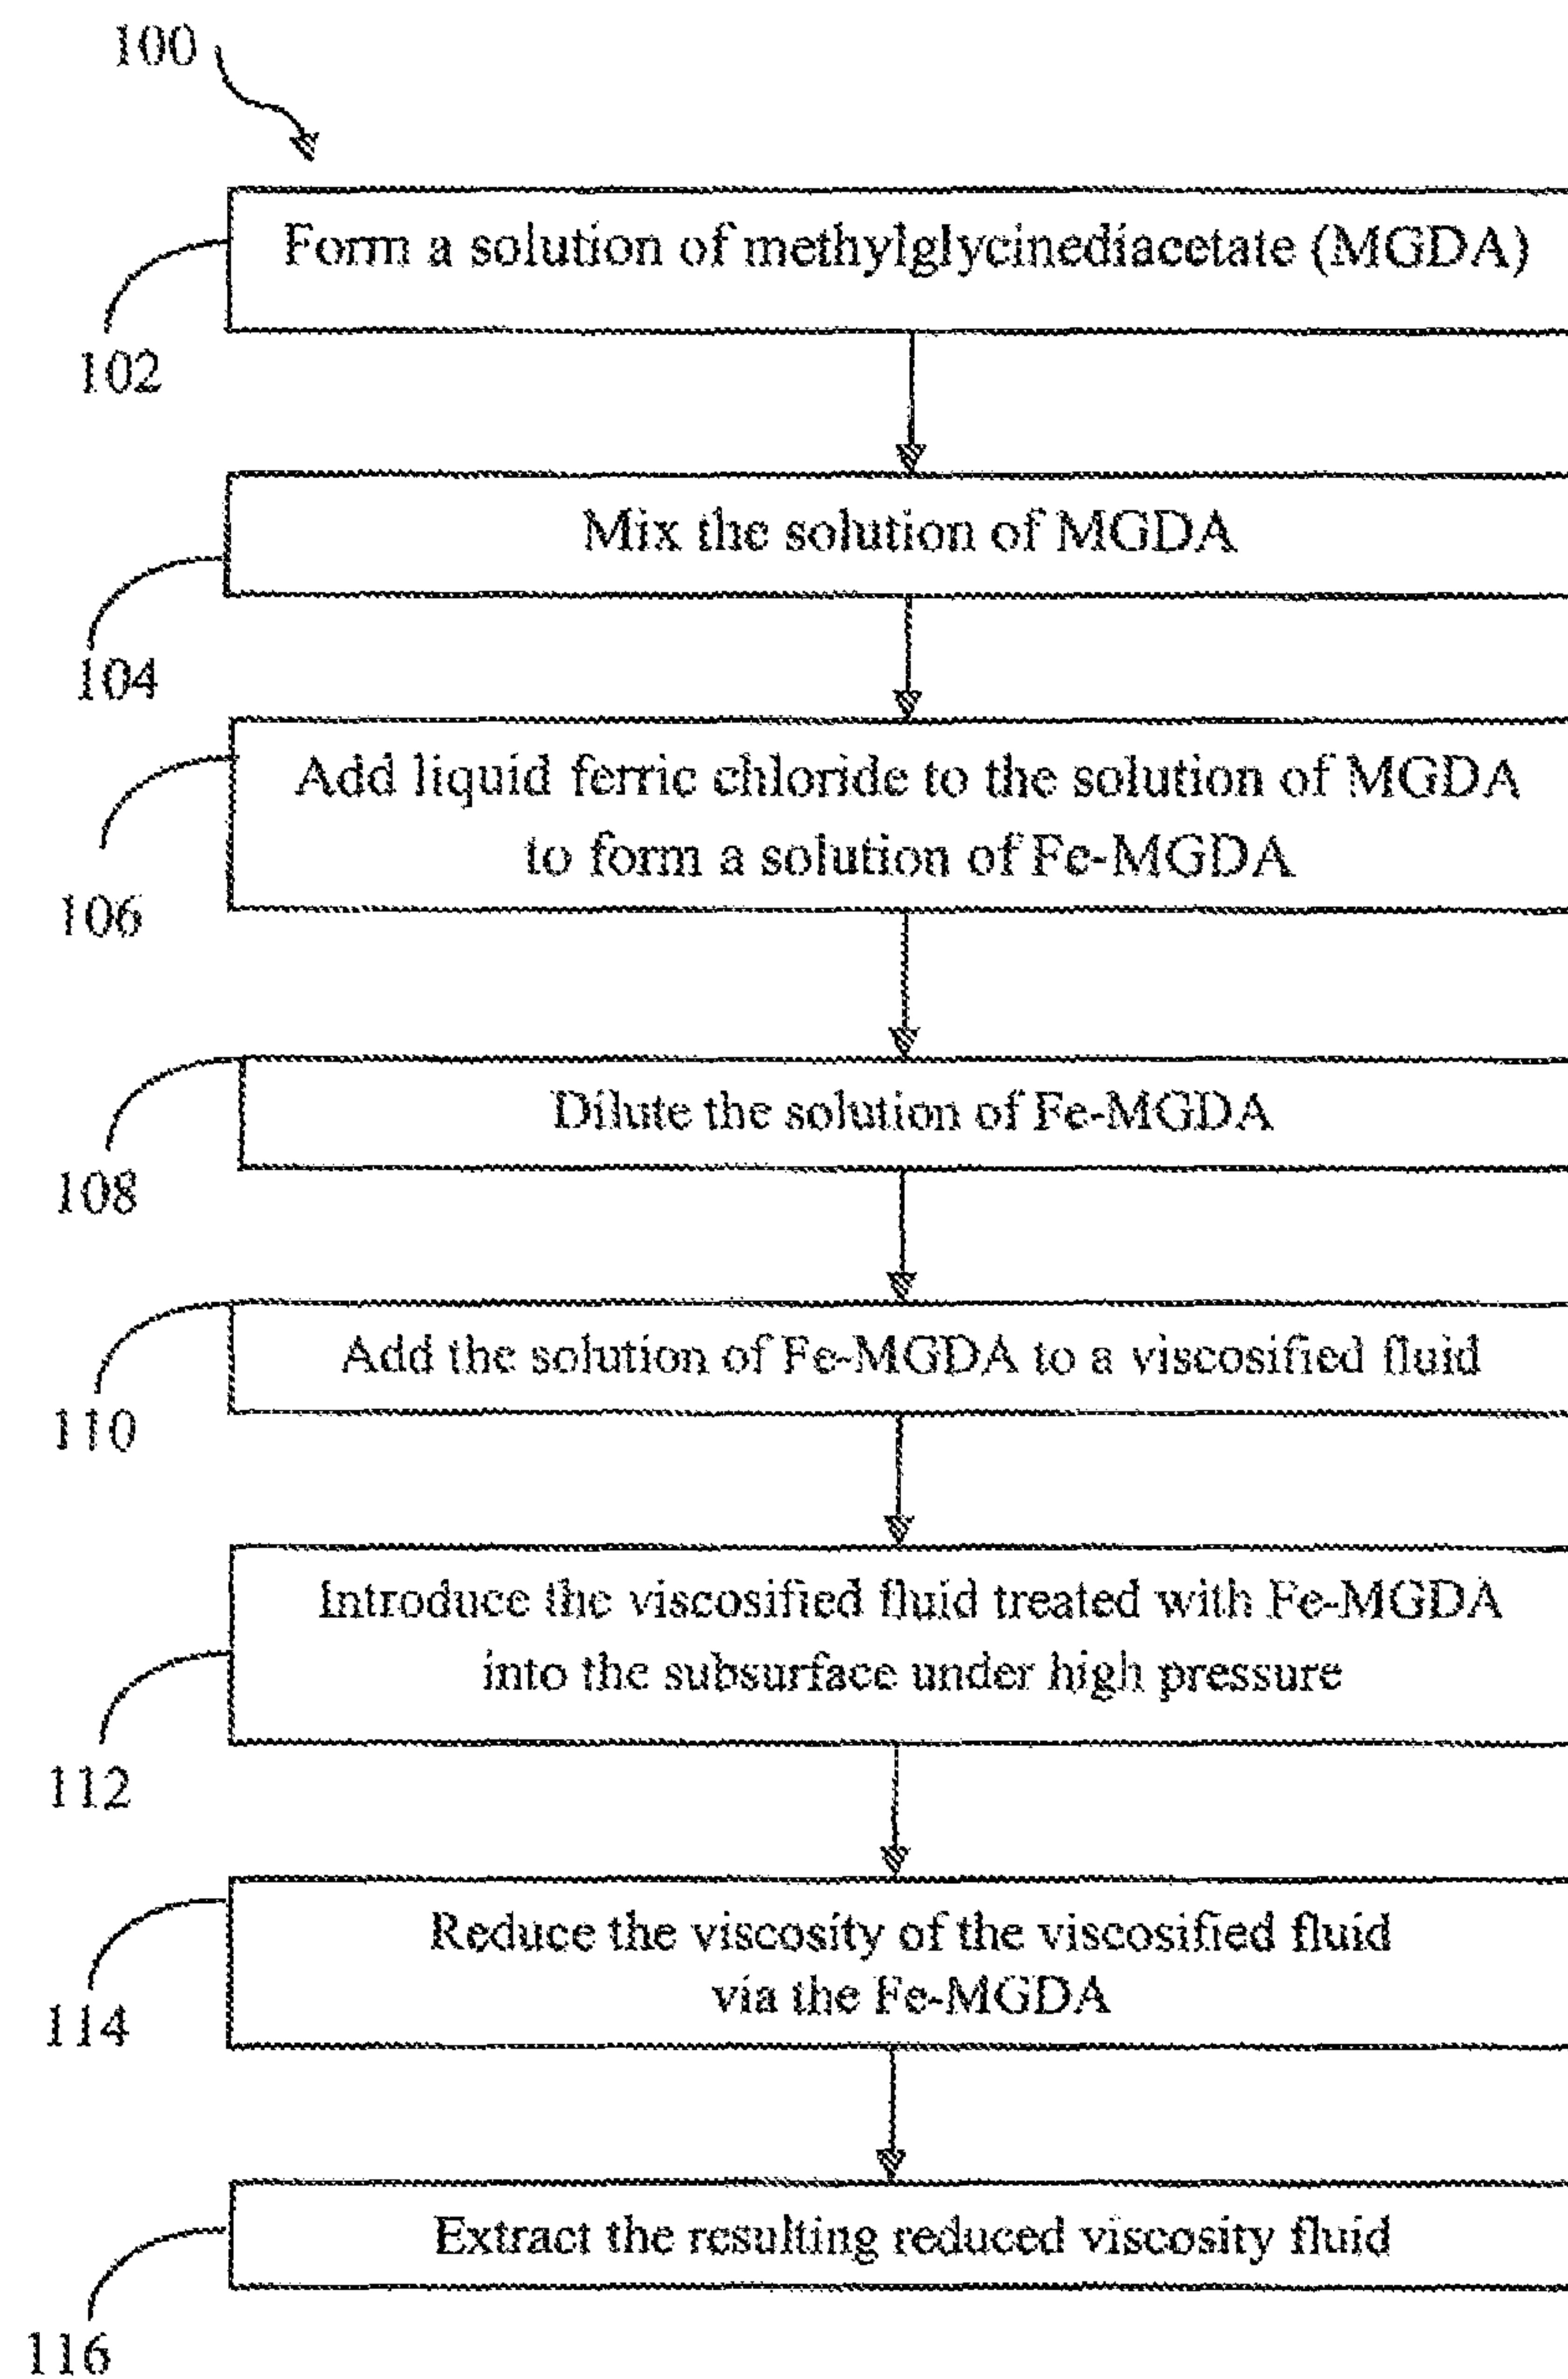 100
Form a solution of methylglycinediacetate (MGDA)
102
Mix the solution of MGDA
104
Add liquid ferric chloride to the solution of MGDA
to form a solution of Fe-MGDA
106
Dilute the solution of Fe-MGDA
108
Add the solution of Fe-MGDA to a viscosified fluid
110
Introduce the viscosified fluid treated with Fe-MGDA
into the subsurface under high pressure
112
Reduce the viscosity of the viscosified fluid
via the Fe-MGDA
114
Extract the resulting reduced viscosity fluid
116